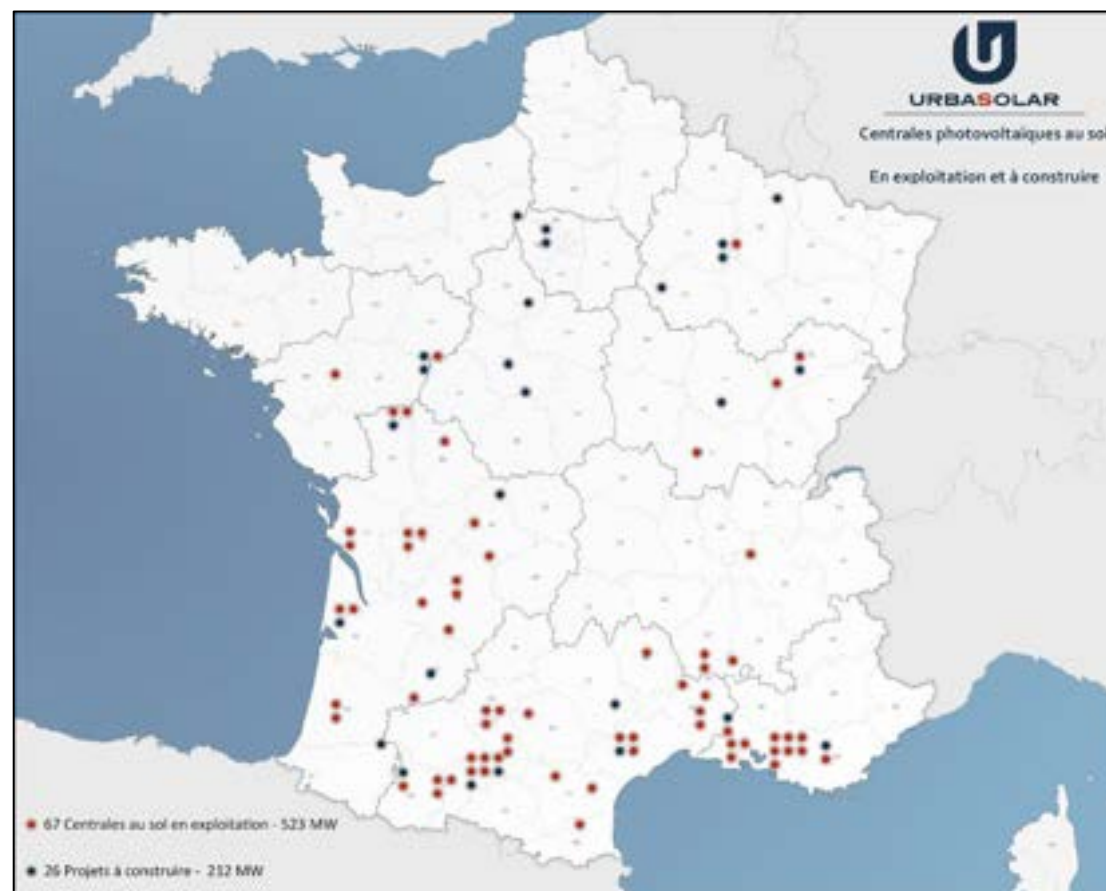 U
URBASOLAR
Centrales photovoltaïques au sol
En exploitation et à construire
67 Centrales au sol en exploitation - 523 MW
26 Projets à construire - 212 MW